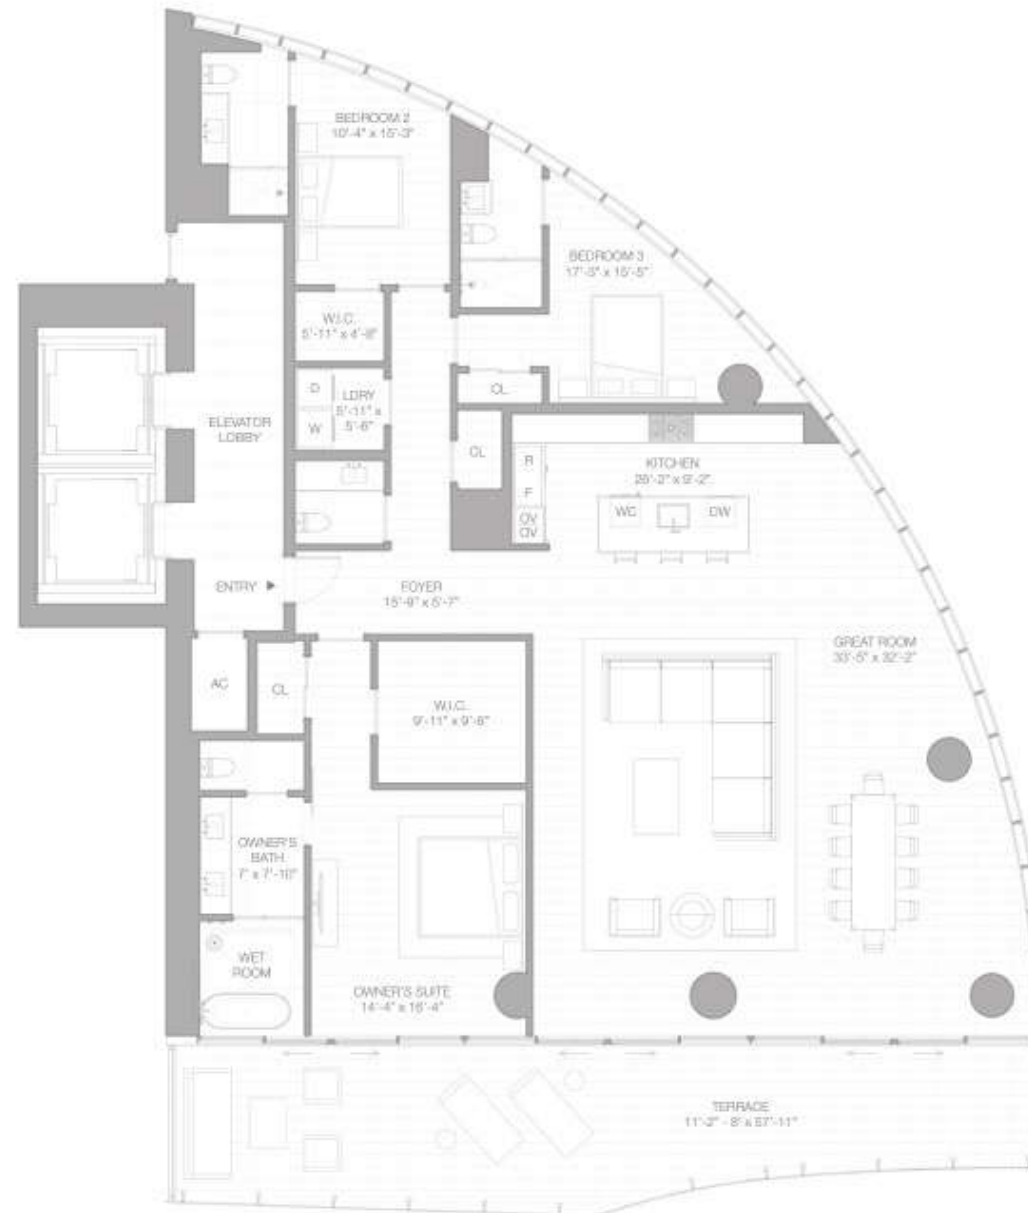 BEDROOM 2
10'-4" x 15'-3"
BEDROOM 3
17'-3" x 15'-5"
W.I.C.
5'-11" x 4'-8"
D
LDRY
5'-11" x
5'-6"
W
CL
ELEVATOR
LOBBY
CL
R
F
OV
OV
KITCHEN
26'-2" x 9'-2"
WC
DW
ENTRY
FOYER
15'-9" x 5'-7"
GREAT ROOM
33'-5" x 32'-2"
AC
CL
W.I.C.
9'-11" x 9'-6"
OWNER'S
BATH
7' x 7'-10"
WET
ROOM
OWNER'S SUITE
14'-4" x 16'-4"
TERRACE
11'-2" - 8' x 57'-11"